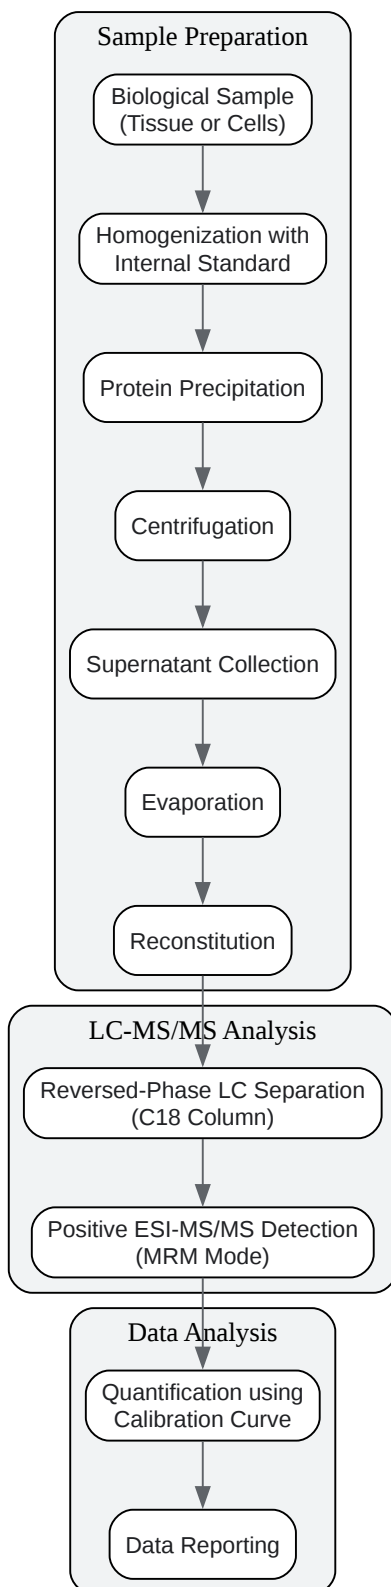 Sample Preparation
Biological Sample
(Tissue or Cells)
Homogenization with
Internal Standard
Protein Precipitation
Centrifugation
Supernatant Collection
Evaporation
Reconstitution
LC-MS/MS Analysis
Reversed-Phase LC Separation
(C18 Column)
Positive ESI-MS/MS Detection
(MRM Mode)
Data Analysis
Quantification using
Calibration Curve
Data Reporting